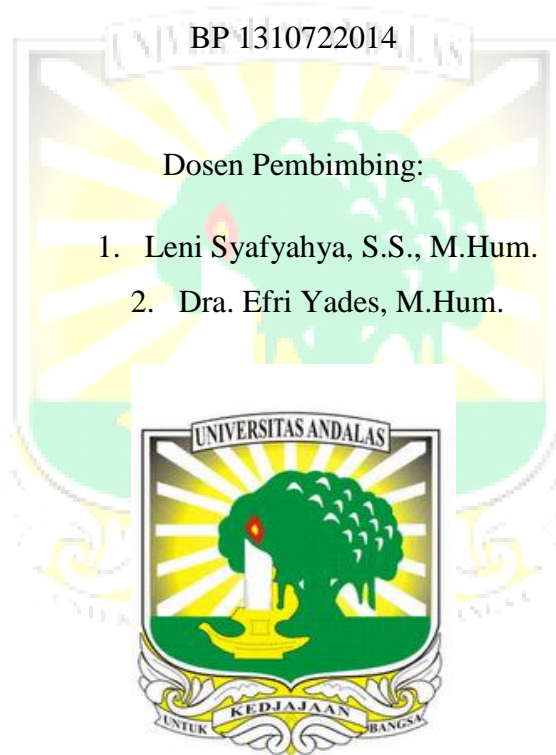 BP 1310722014
Dosen Pembimbing:
1. Leni Syafyahya, S.S., M.Hum.
2. Dra. Efri Yades, M.Hum.
UNIVERSITAS ANDALAS
UNTUK KEDJAJAAN BANGSA